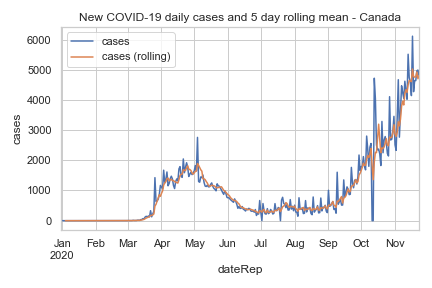 New COVID-19 daily cases and 5 day rolling mean - Canada
cases
cases (rolling)
6000
5000
4000
3000
2000
1000
0
cases
Jan Feb Mar Apr May Jun Jul Aug Sep Oct Nov
2020
dateRep